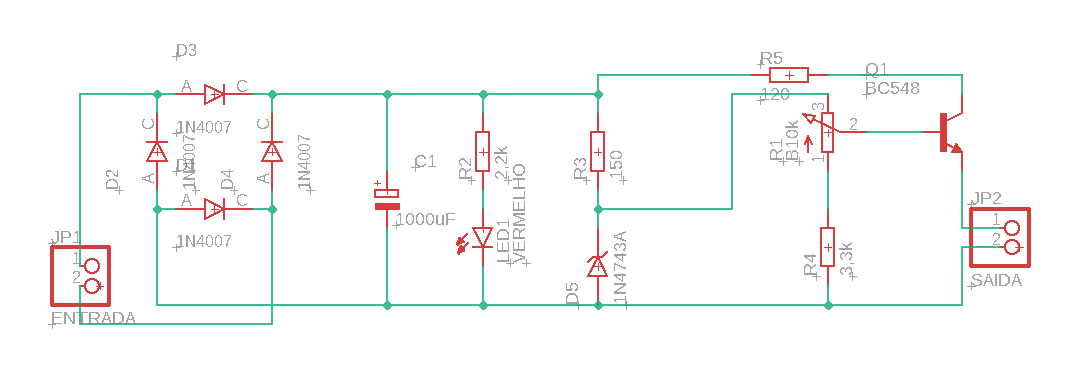 D3
A
C
1N4007
C
A
D2
D1
1N4007
C
A
D4
1N4007
A
C
1N4007
JP1
1
2
ENTRADA
+
C1
1000uF
R2
2,2k
LED1
VERMELHO
R3
150
D5
1N4743A
R5
120
R1
B10k
3
2
1
R4
3,3k
Q1
BC548
JP2
1
2
SAIDA